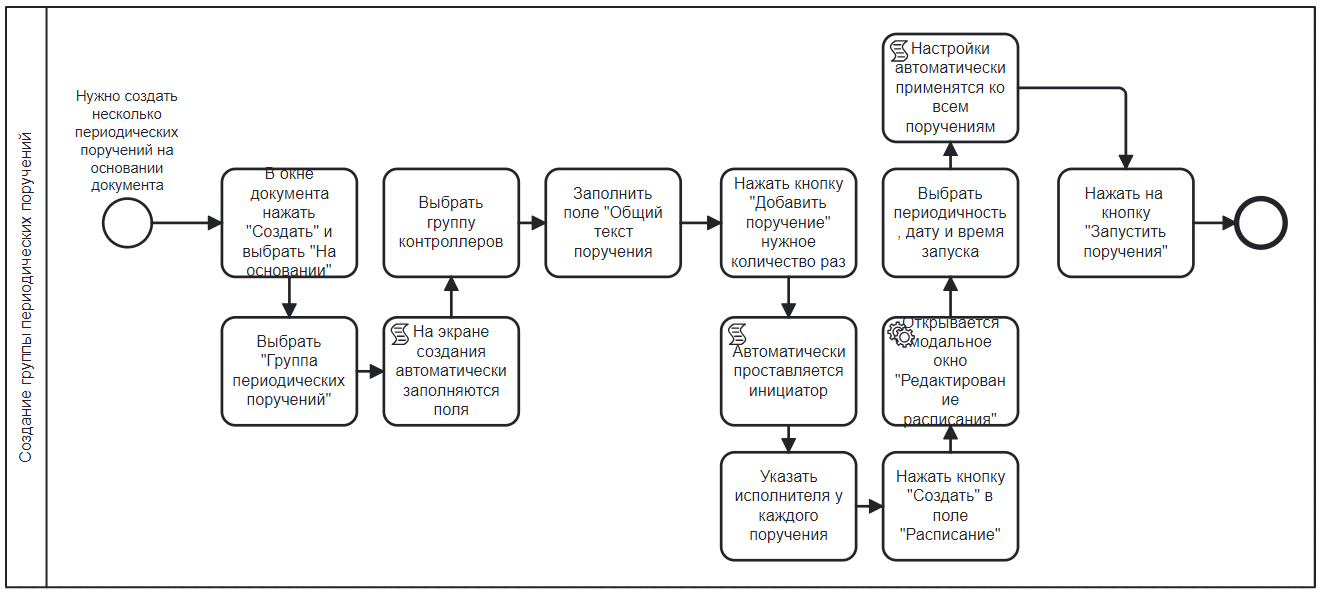 Создание группы периодических поручений
Нужно создать
несколько
периодических
поручений на
основании
документа
В окне
документа
нажать
"Создать" и
выбрать "На
основании"
Выбрать
"Группа
периодических
поручений"
На экране
создания
автоматически
заполняются
поля
Выбрать
группу
контроллеров
Заполнить
поле "Общий
текст
поручения
Нажать кнопку
"Добавить
поручение"
нужное
количество раз
Автоматически
проставляется
инициатор
Указать
исполнителя у
каждого
поручения
Нажать кнопку
"Создать" в
поле
"Расписание"
Открывается
модальное
окно
"Редактирован
ие
расписания"
Выбрать
периодичность
, дату и время
запуска
Настройки
автоматически
применятся ко
всем
поручениям
Нажать на
кнопку
"Запустить
поручения"